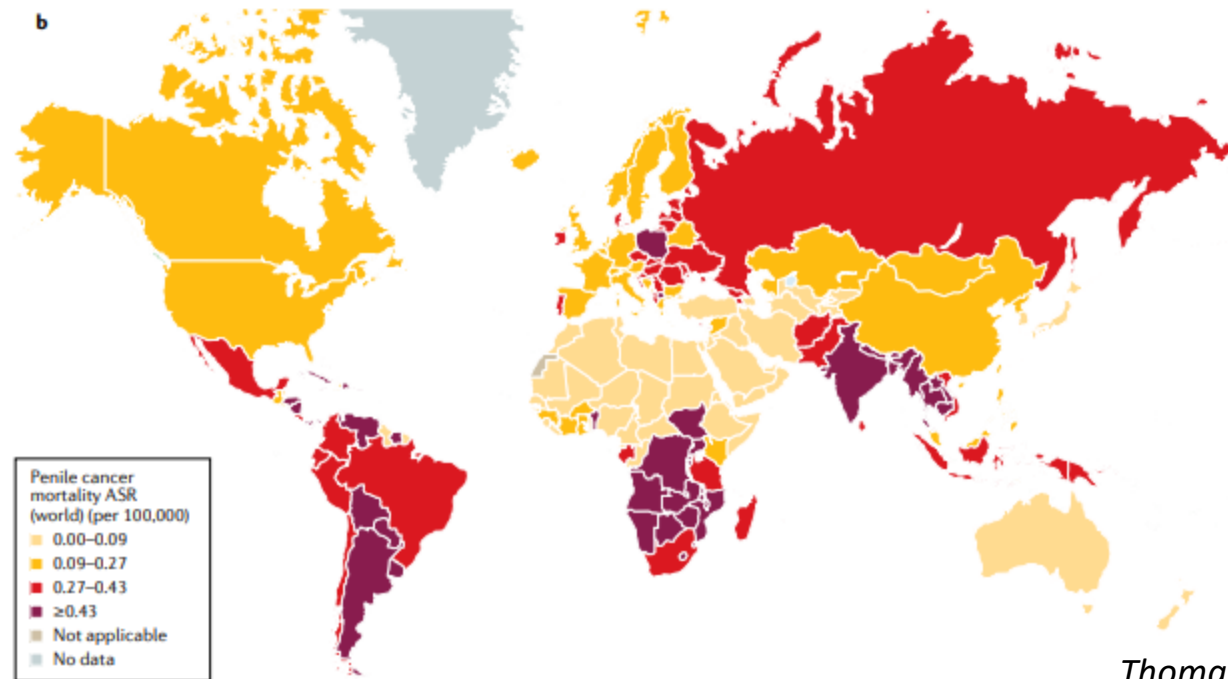 b
Penile cancer
mortality ASR
(world) (per 100,000)
0.00–0.09
0.09–0.27
0.27–0.43
≥0.43
Not applicable
No data
Thoma